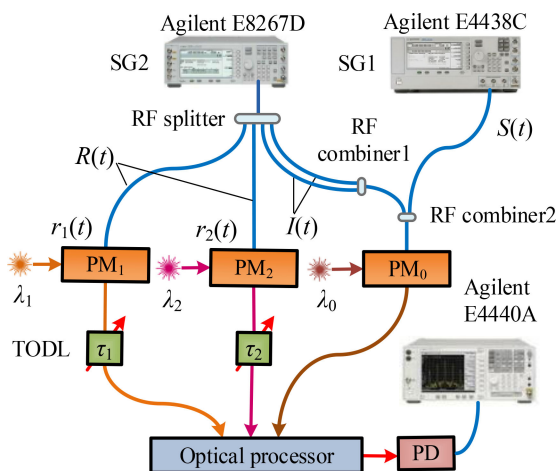 Agilent E8267D
Agilent E4438C
SG2
SG1
RF splitter
RF
combiner1
S(t)
R(t)
I(t)
RF combiner2
r₁(t)
r₂(t)
PM₁
PM₂
PM₀
λ₁
λ₂
λ₀
Agilent
E4440A
TODL
τ₁
τ₂
Optical processor
PD